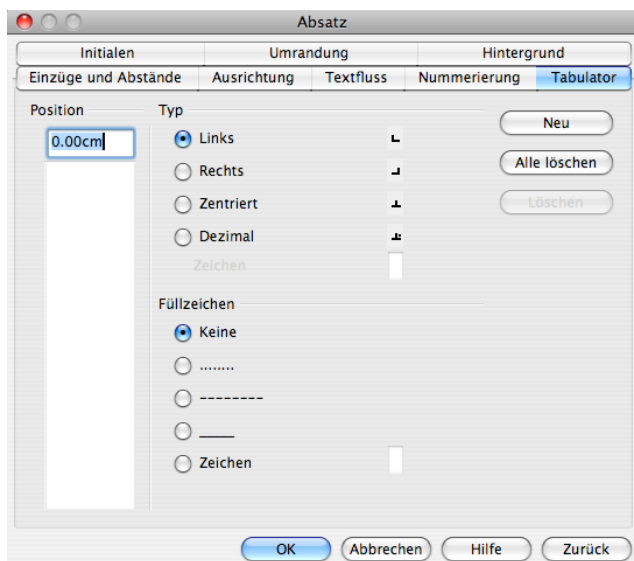 Absatz
Initialen Umrandung Hintergrund
Einzüge und Abstände Ausrichtung Textfluss Nummerierung Tabulator
Position Typ
0.00cm Links Neu
Rechts Alle löschen
Zentriert Löschen
Dezimal
Zeichen
Füllzeichen
Keine
........
--------
____
Zeichen
OK Abbrechen Hilfe Zurück